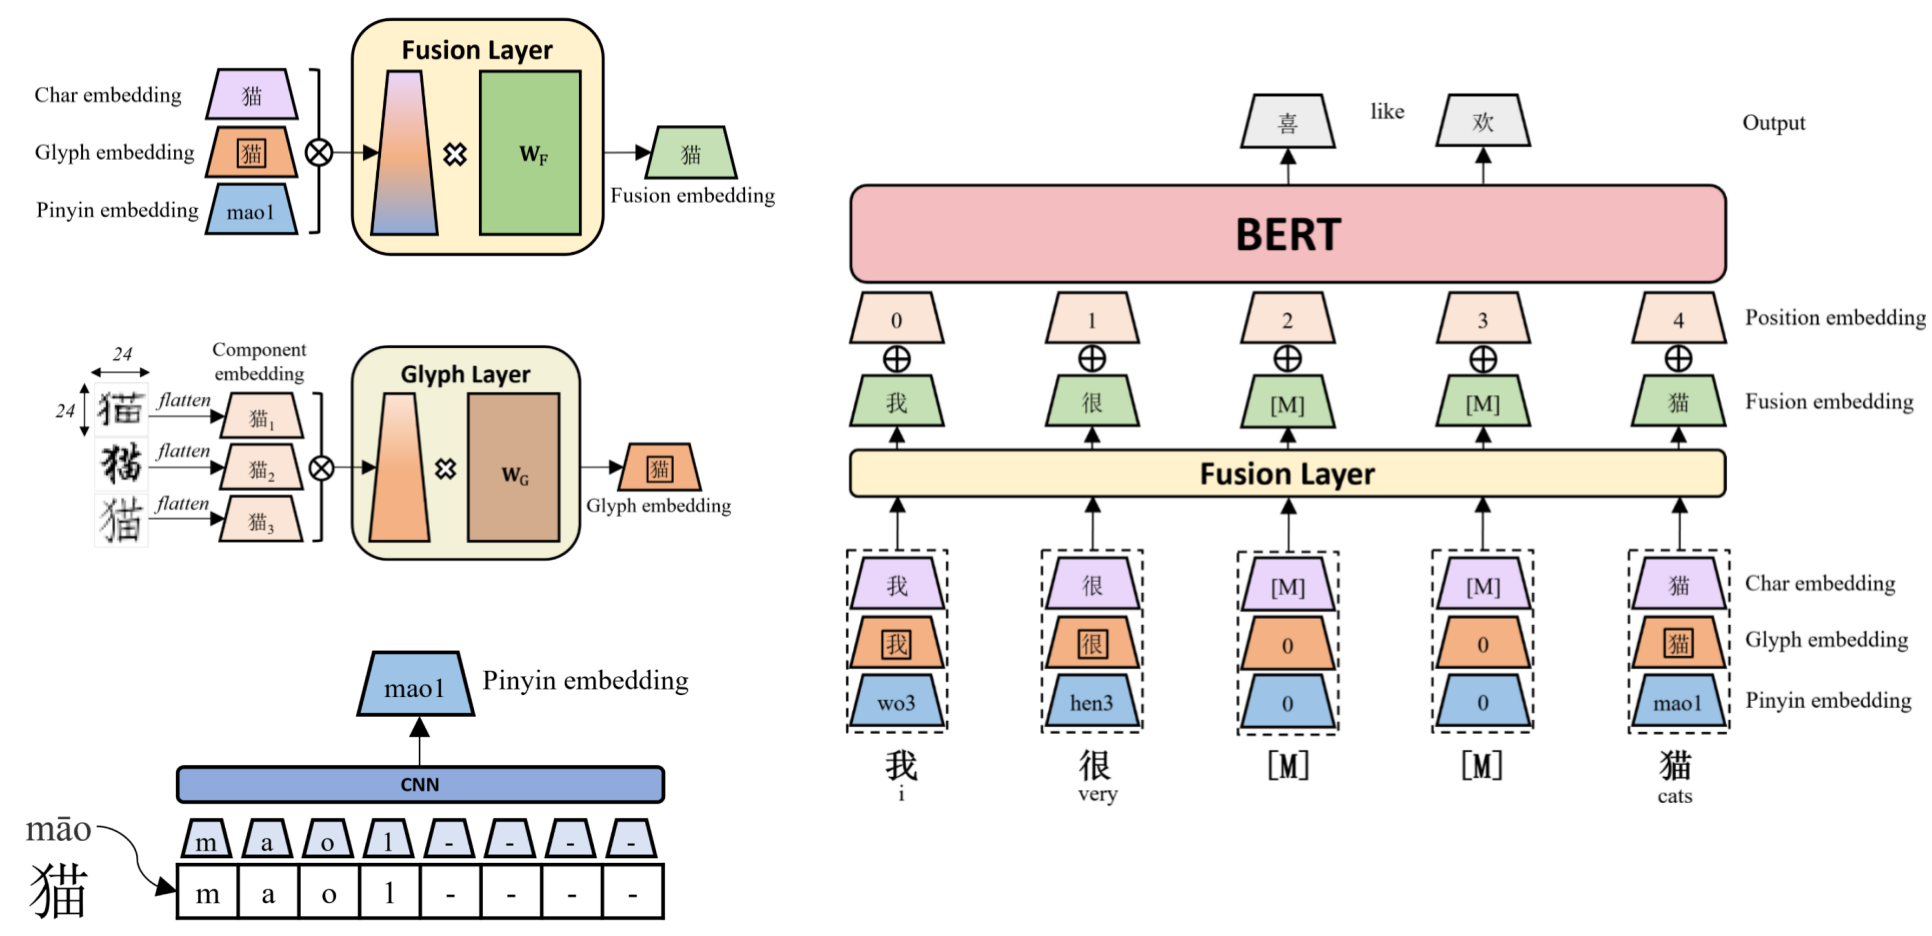 Fusion Layer
Char embedding
猫
Glyph embedding
猫
Pinyin embedding
mao1
W_F
猫
Fusion embedding
24
24
Component
embedding
猫
flatten
猫₁
猫
flatten
猫₂
猫
flatten
猫₃
Glyph Layer
W_G
猫
Glyph embedding
mao1
Pinyin embedding
CNN
māo
猫
m a o 1 - - - -
m a o 1 - - - -
喜 like 欢 Output
BERT
0 1 2 3 4 Position embedding
我 很 [M] [M] 猫 Fusion embedding
Fusion Layer
我 很 [M] [M] 猫 Char embedding
我 很 0 0 猫 Glyph embedding
wo3 hen3 0 0 mao1 Pinyin embedding
我 很 [M] [M] 猫
i very cats